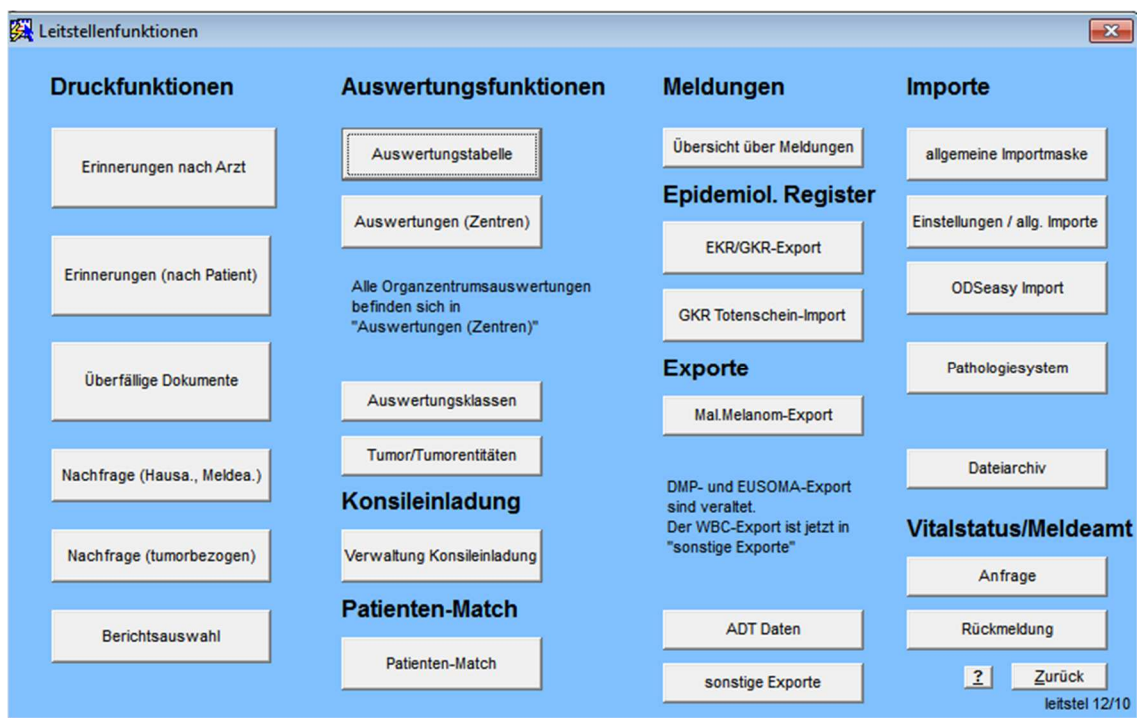 Leitstellenfunktionen
Druckfunktionen
Erinnerungen nach Arzt
Erinnerungen (nach Patient)
Überfällige Dokumente
Nachfrage (Hausa., Meldea.)
Nachfrage (tumorbezogen)
Berichtsauswahl
Auswertungsfunktionen
Auswertungstabelle
Auswertungen (Zentren)
Alle Organzentrumsauswertungen
befinden sich in
"Auswertungen (Zentren)"
Auswertungsklassen
Tumor/Tumorentitäten
Konsileinladung
Verwaltung Konsileinladung
Patienten-Match
Patienten-Match
Meldungen
Übersicht über Meldungen
Epidemiol. Register
EKR/GKR-Export
GKR Totenschein-Import
Exporte
Mal.Melanom-Export
DMP- und EUSOMA-Export
sind veraltet.
Der WBC-Export ist jetzt in
"sonstige Exporte"
ADT Daten
sonstige Exporte
Importe
allgemeine Importmaske
Einstellungen / allg. Importe
ODSeasy Import
Pathologiesystem
Dateiarchiv
Vitalstatus/Meldeamt
Anfrage
Rückmeldung
?
Zurück
leitstel 12/10